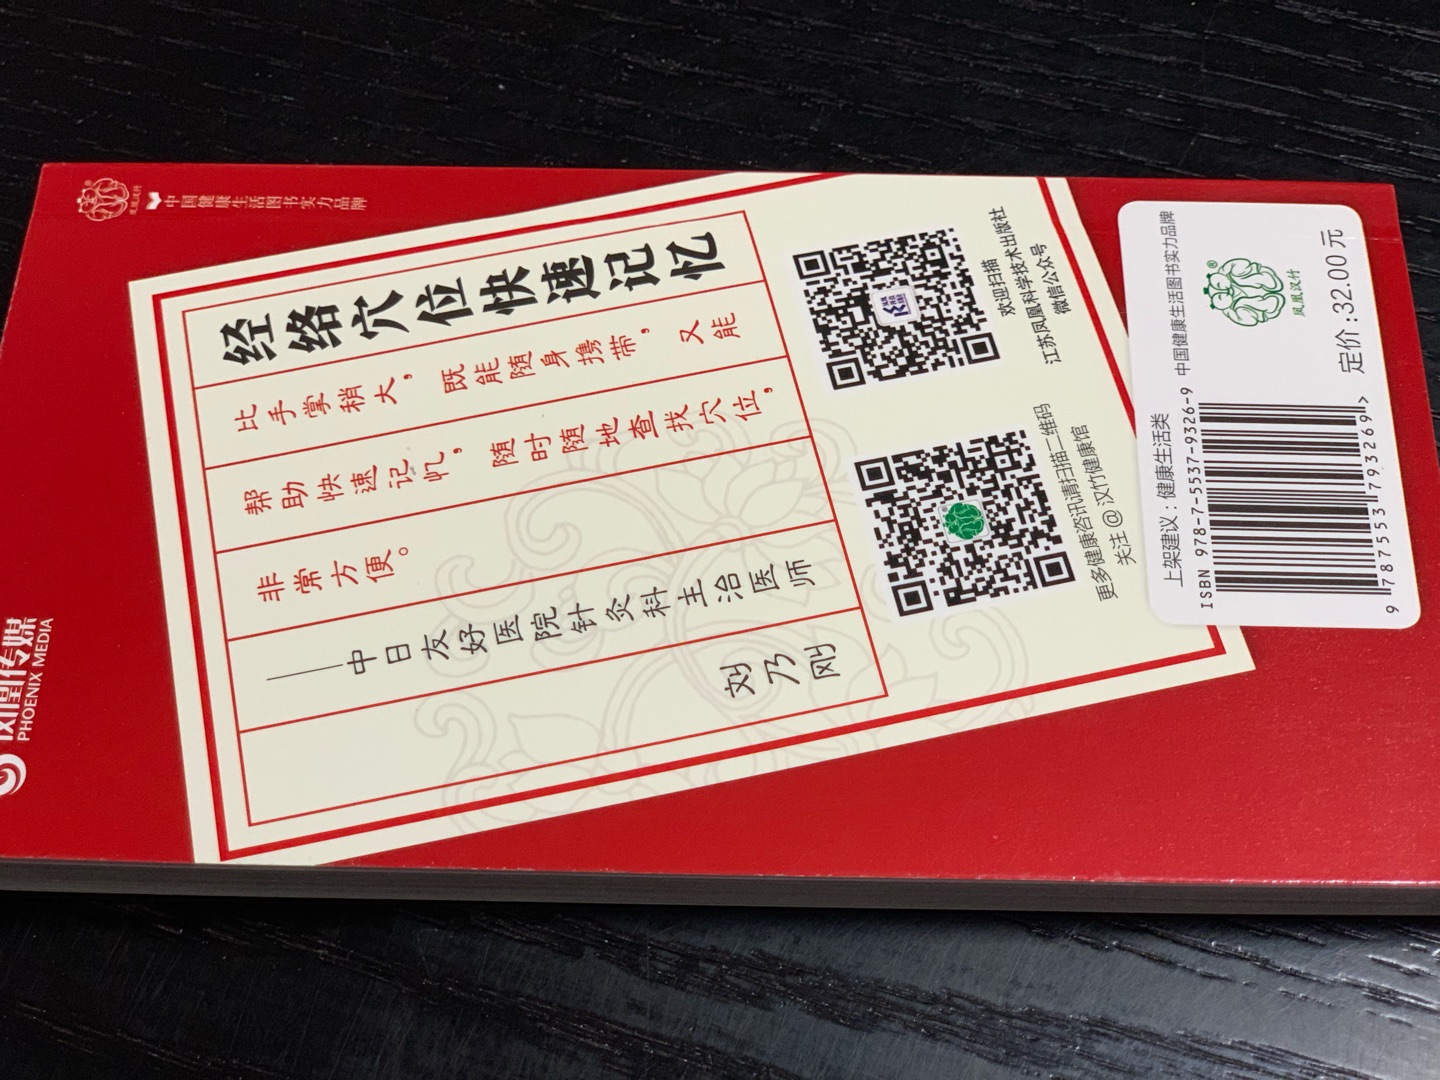 中国健康生活图书实力品牌
凤凰传媒
PHOENIX MEDIA
经络穴位快速记忆
比手掌稍大，既能随身携带，又能
帮助快速记忆，随时随地查找穴位，
非常方便。
——中日友好医院针灸科主治医师
刘乃刚
欢迎扫描
江苏凤凰科学技术出版社
微信公众号
更多健康咨讯请扫描二维码
关注@汉竹健康馆
上架建议：健康生活类 中国健康生活图书实力品牌
ISBN 978-7-5537-9326-9
9 787553 793269 >
凤凰汉竹
定价:32.00元